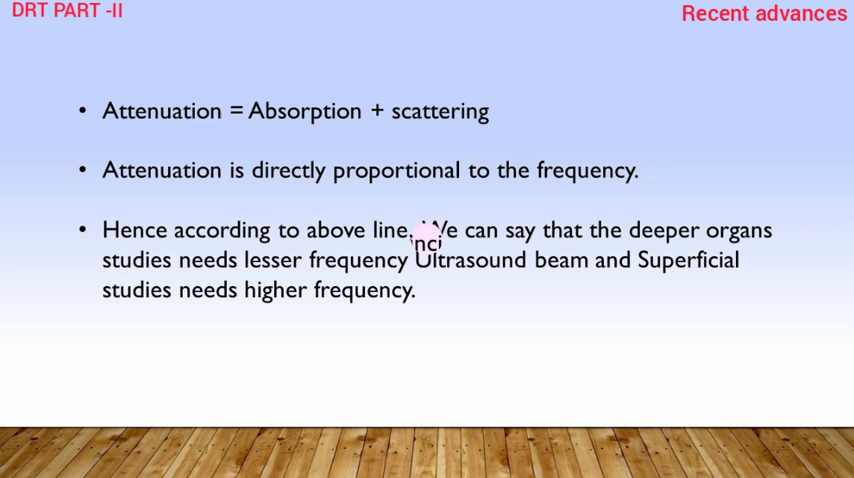 DRT PART -II
Recent advances
• Attenuation = Absorption + scattering
• Attenuation is directly proportional to the frequency.
• Hence according to above line, We can say that the deeper organs
studies needs lesser frequency Ultrasound beam and Superficial
studies needs higher frequency.
nci